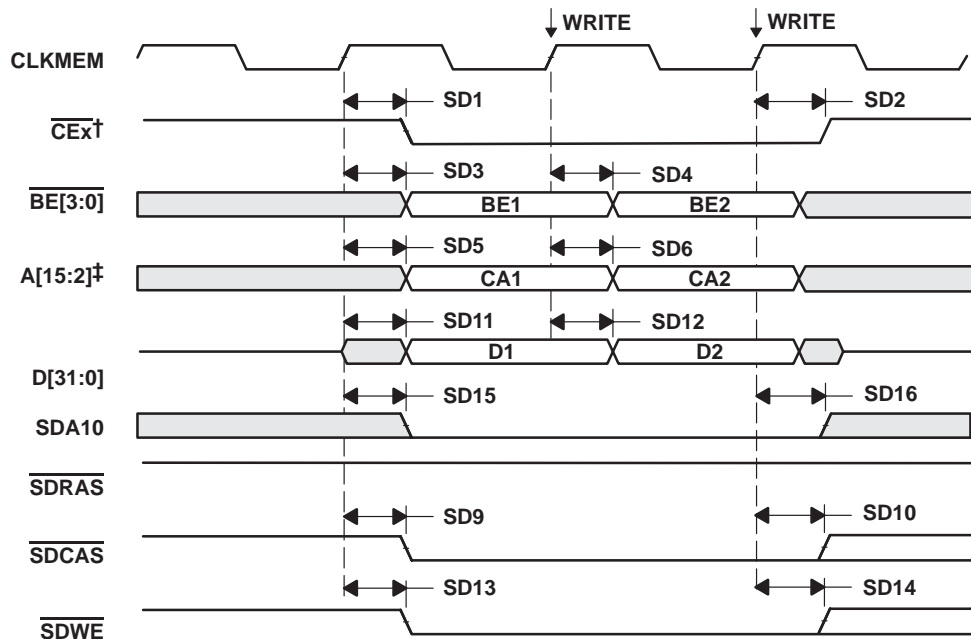 WRITE WRITE
CLKMEM
SD1 SD2
CEx†
SD3 SD4
BE[3:0] BE1 BE2
SD5 SD6
A[15:2]‡ CA1 CA2
SD11 SD12
D1 D2
D[31:0]
SD15 SD16
SDA10
SDRAS
SD9 SD10
SDCAS
SD13 SD14
SDWE